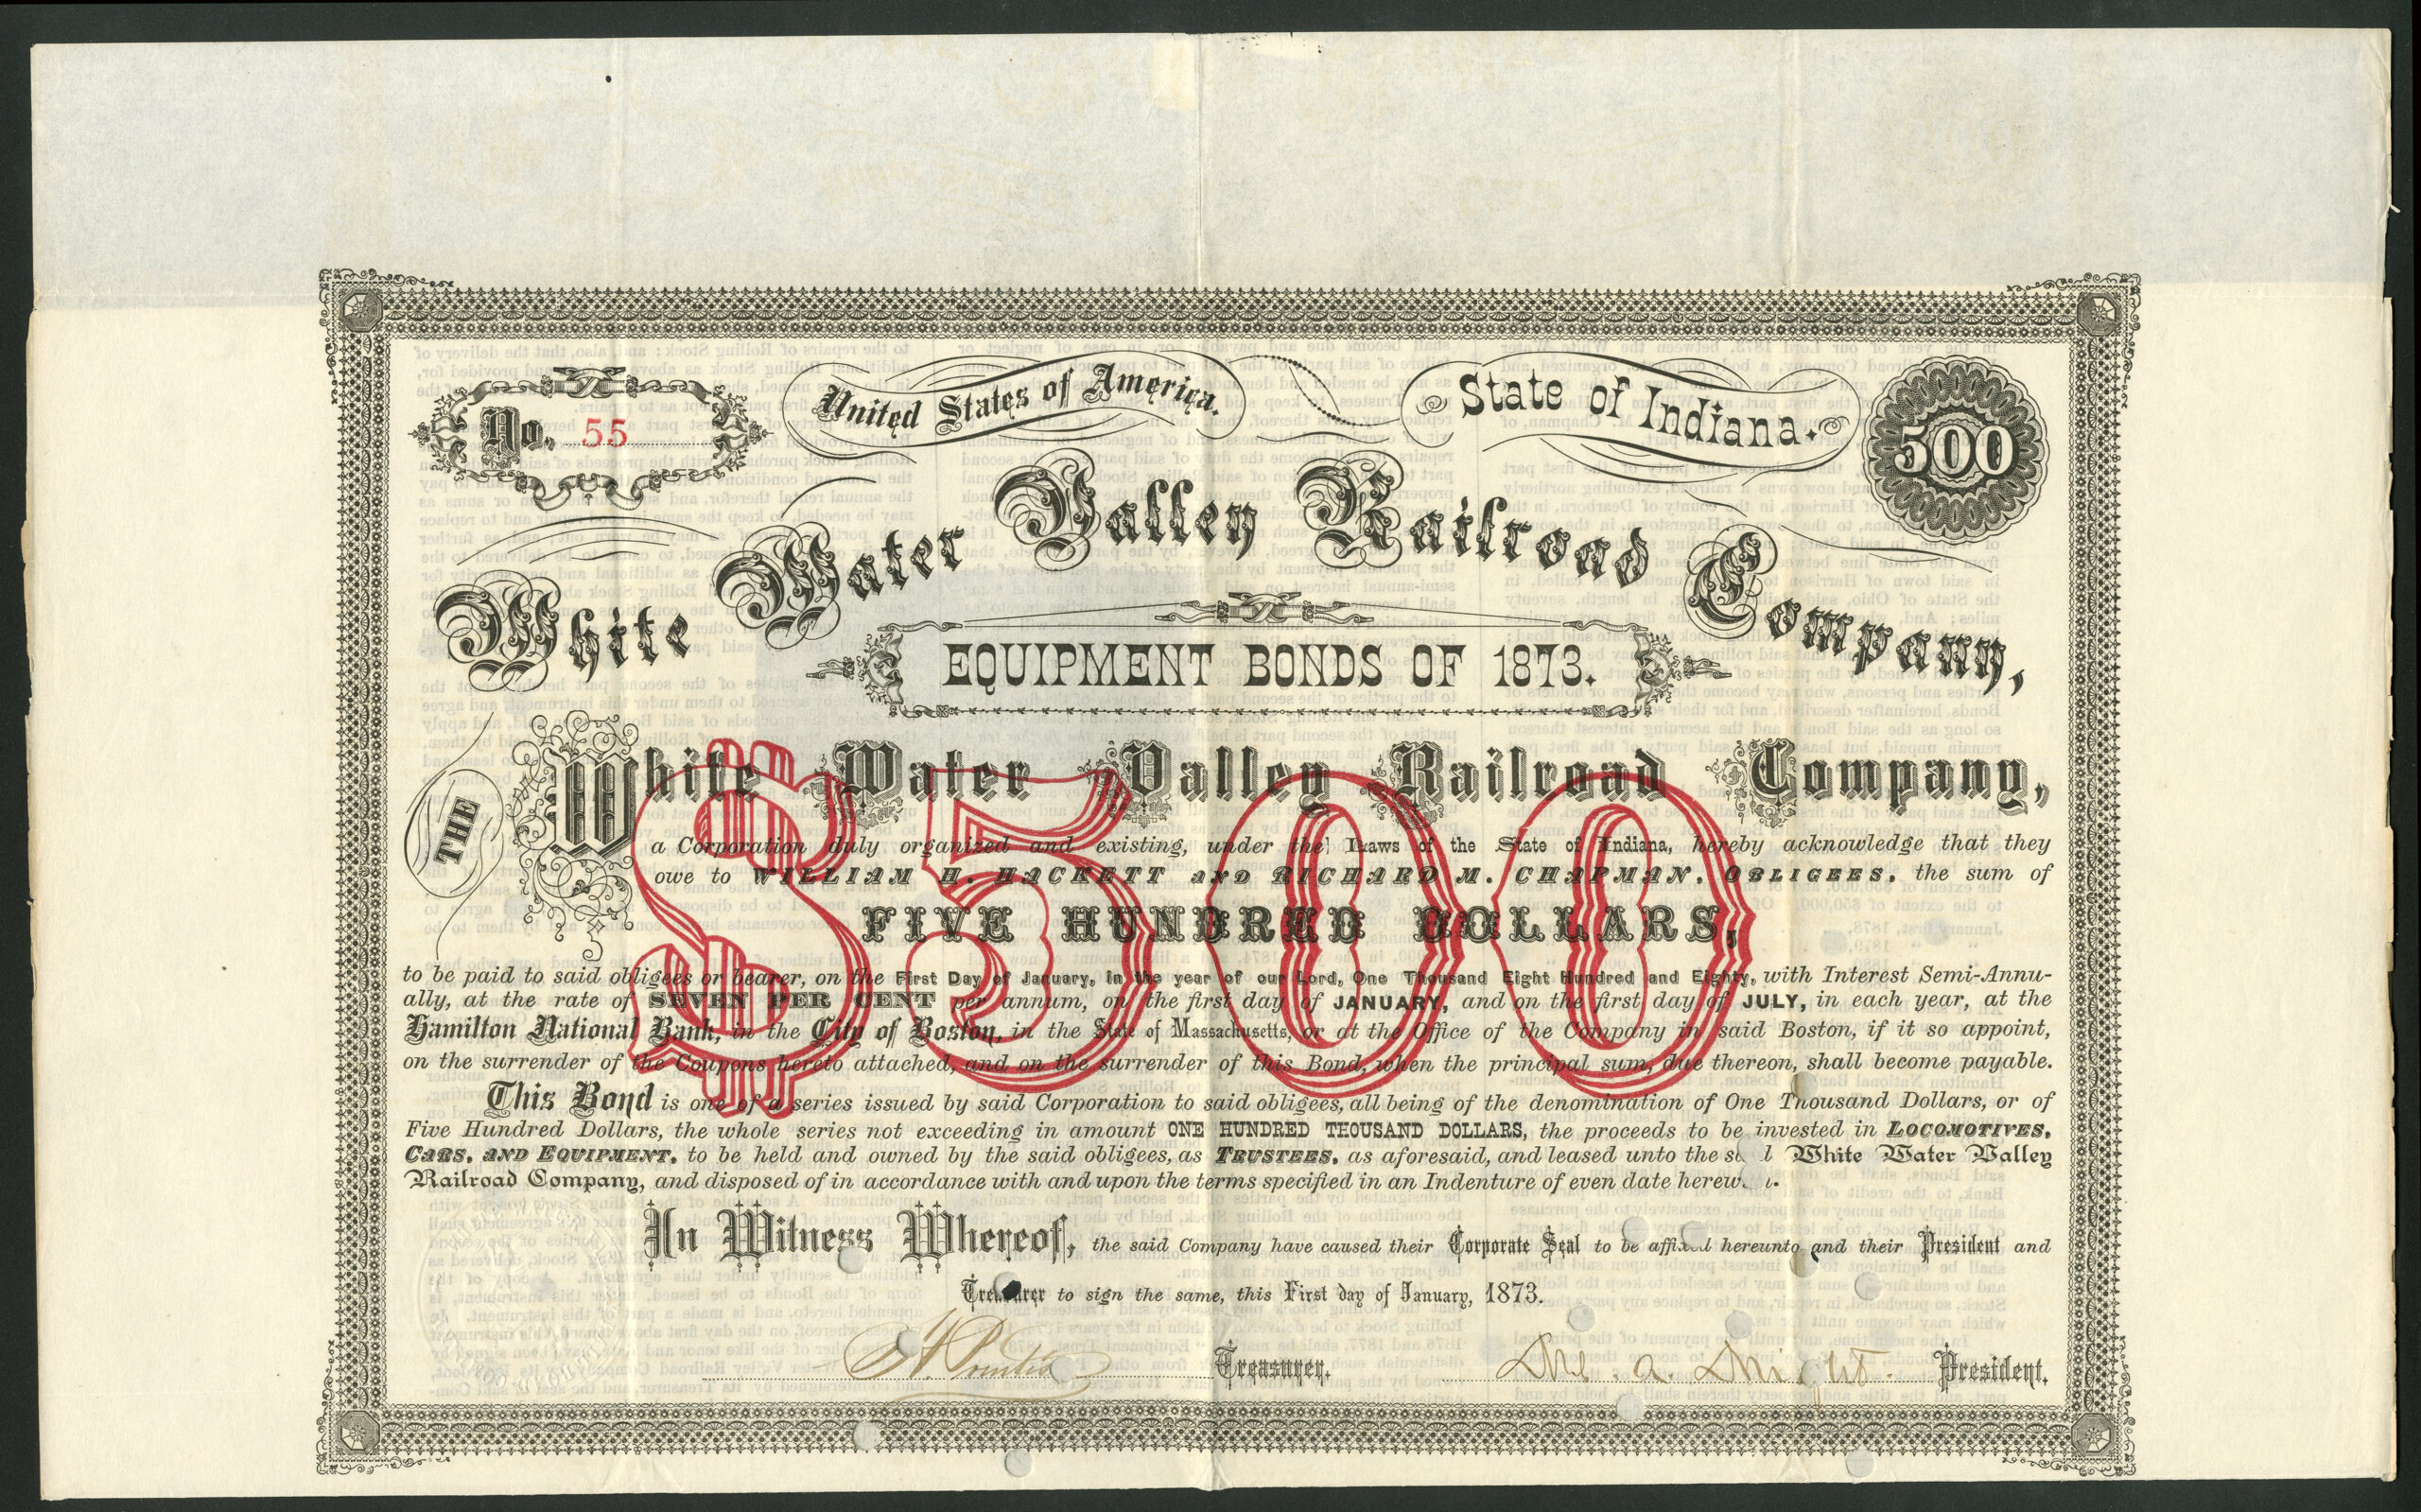 No. 55
United States of America.
State of Indiana.
500
White Water Valley Railroad Company,
EQUIPMENT BONDS OF 1873.
$500
THE White Water Valley Railroad Company,
a Corporation duly organized and existing, under the Laws of the State of Indiana, hereby acknowledge that they
owe to WILLIAM H. HACKETT AND RICHARD M. CHAPMAN, OBLIGEES, the sum of
FIVE HUNDRED DOLLARS,
to be paid to said obligees or bearer, on the First Day of January, in the year of our Lord, One Thousand Eight Hundred and Eighty, with Interest Semi-Annu-
ally, at the rate of SEVEN PER CENT per annum, on the first day of JANUARY, and on the first day of JULY, in each year, at the
Hamilton National Bank, in the City of Boston, in the State of Massachusetts, or at the Office of the Company in said Boston, if it so appoint,
on the surrender of the Coupons hereto attached, and on the surrender of this Bond, when the principal sum, due thereon, shall become payable.
This Bond is one of a series issued by said Corporation to said obligees, all being of the denomination of One Thousand Dollars, or of
Five Hundred Dollars, the whole series not exceeding in amount ONE HUNDRED THOUSAND DOLLARS, the proceeds to be invested in LOCOMOTIVES,
CARS, AND EQUIPMENT, to be held and owned by the said obligees, as TRUSTEES, as aforesaid, and leased unto the said White Water Valley
Railroad Company, and disposed of in accordance with and upon the terms specified in an Indenture of even date
In Witness Whereof, the said Company have caused their Corporate Seal to be affixed hereunto and their President and
Treasurer to sign the same, this First day of January, 1873.
Treasurer.
President.